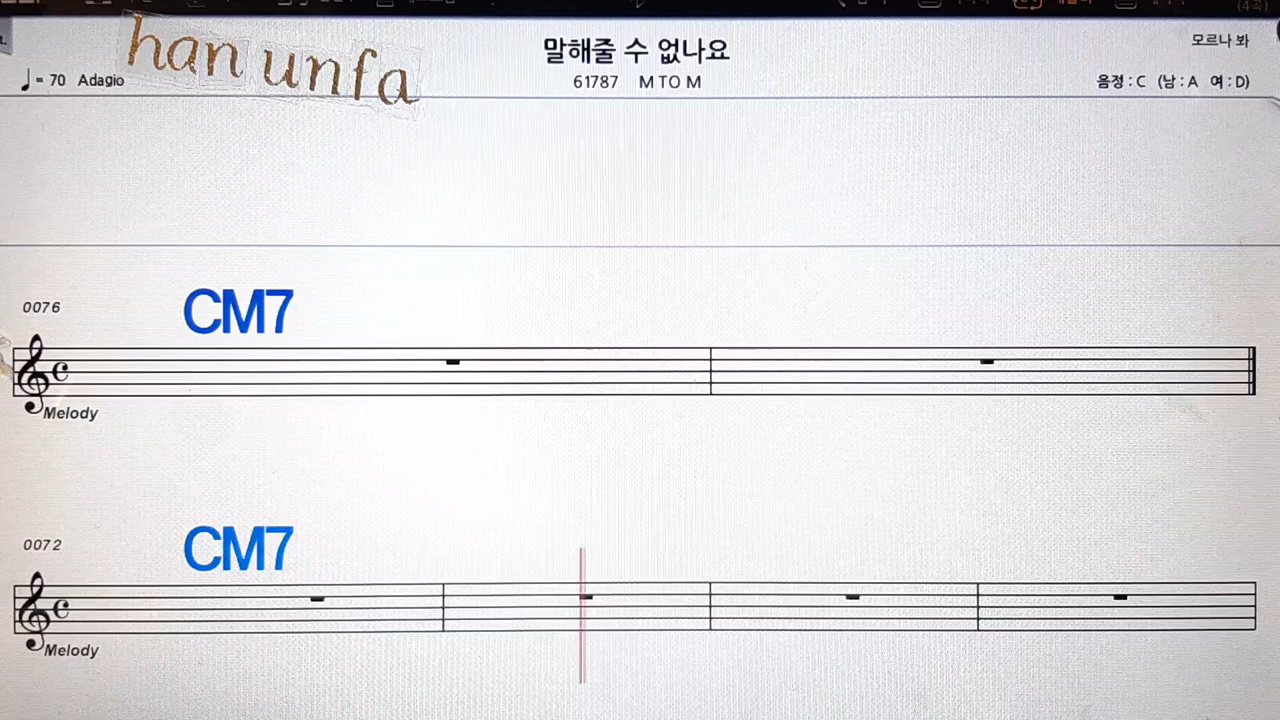 han unfa
말해줄 수 없나요
모르나 봐
♩ = 70 Adagio
61787 M TO M
음정 : C (남 : A 여 : D)
0076
CM7
Melody
0072
CM7
Melody